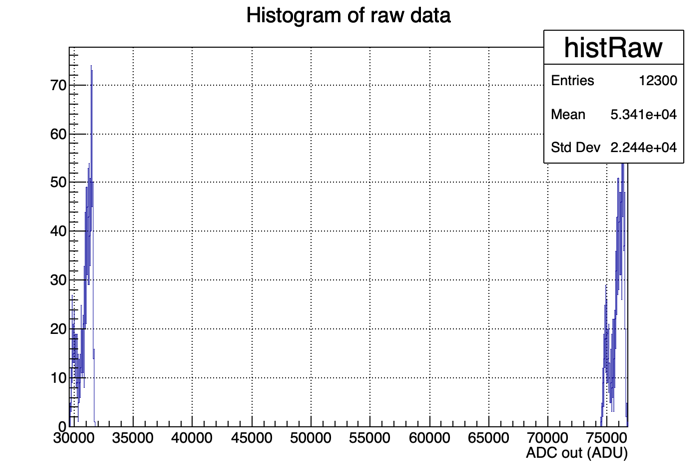 Histogram of raw data
histRaw
Entries 12300
Mean 5.341e+04
Std Dev 2.244e+04
70
60
50
40
30
20
10
0
30000 35000 40000 45000 50000 55000 60000 65000 70000 75000
ADC out (ADU)